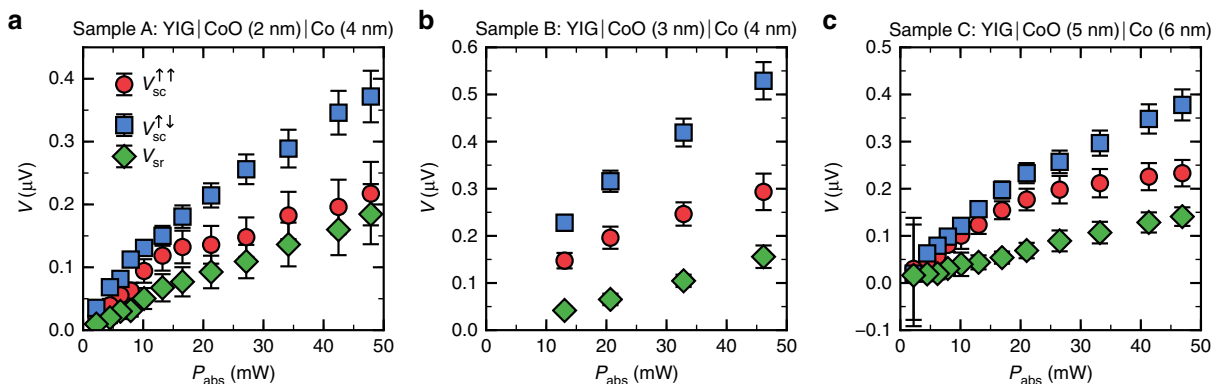 a
Sample A: YIG|CoO (2 nm)|Co (4 nm)
V (μV)
0.4
0.3
0.2
0.1
0.0
V_sc^↑↑
V_sc^↑↓
V_sr
0 10 20 30 40 50
P_abs (mW)
b
Sample B: YIG|CoO (3 nm)|Co (4 nm)
V (μV)
0.6
0.5
0.4
0.3
0.2
0.1
0.0
0 10 20 30 40 50
P_abs (mW)
c
Sample C: YIG|CoO (5 nm)|Co (6 nm)
V (μV)
0.5
0.4
0.3
0.2
0.1
0.0
−0.1
0 10 20 30 40 50
P_abs (mW)